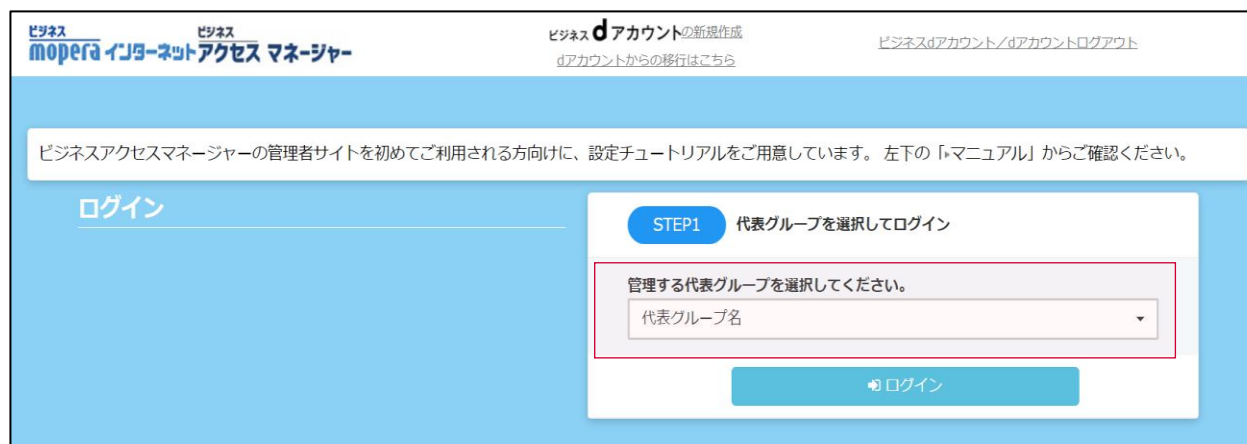 ビジネス ビジネス
mopera インターネット アクセス マネージャー
ビジネス dアカウントの新規作成
dアカウントからの移行はこちら
ビジネスdアカウント／dアカウントログアウト
ビジネスアクセスマネージャーの管理者サイトを初めてご利用される方向けに、設定チュートリアルをご用意しています。 左下の「▶マニュアル」からご確認ください。
ログイン
STEP1 代表グループを選択してログイン
管理する代表グループを選択してください。
代表グループ名
ログイン